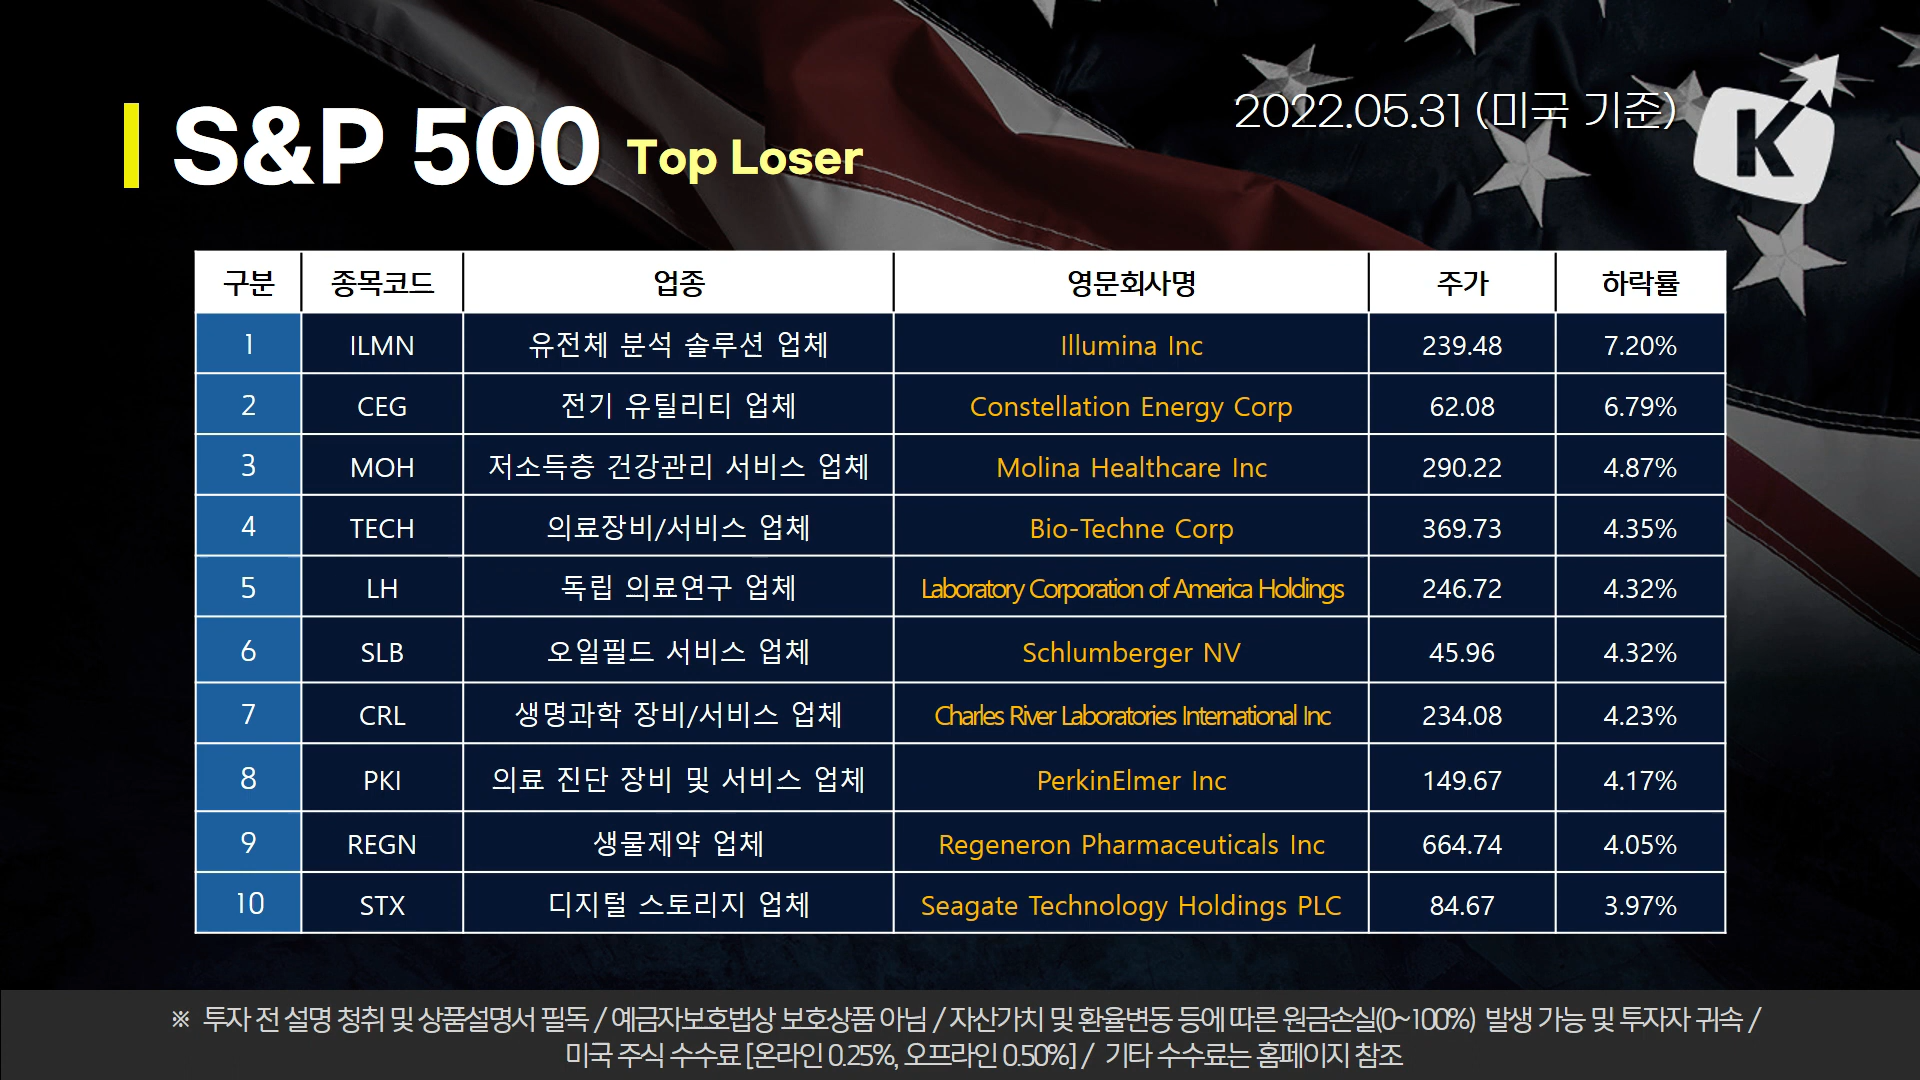 S&P 500 Top Loser
2022.05.31 (미국 기준)
K
구분 종목코드 업종 영문회사명 주가 하락률
1 ILMN 유전체 분석 솔루션 업체 Illumina Inc 239.48 7.20%
2 CEG 전기 유틸리티 업체 Constellation Energy Corp 62.08 6.79%
3 MOH 저소득층 건강관리 서비스 업체 Molina Healthcare Inc 290.22 4.87%
4 TECH 의료장비/서비스 업체 Bio-Techne Corp 369.73 4.35%
5 LH 독립 의료연구 업체 Laboratory Corporation of America Holdings 246.72 4.32%
6 SLB 오일필드 서비스 업체 Schlumberger NV 45.96 4.32%
7 CRL 생명과학 장비/서비스 업체 Charles River Laboratories International Inc 234.08 4.23%
8 PKI 의료 진단 장비 및 서비스 업체 PerkinElmer Inc 149.67 4.17%
9 REGN 생물제약 업체 Regeneron Pharmaceuticals Inc 664.74 4.05%
10 STX 디지털 스토리지 업체 Seagate Technology Holdings PLC 84.67 3.97%
※ 투자 전 설명 청취 및 상품설명서 필독 / 예금자보호법상 보호상품 아님 / 자산가치 및 환율변동 등에 따른 원금손실(0~100%) 발생 가능 및 투자자 귀속 /
미국 주식 수수료 [온라인 0.25%, 오프라인 0.50%] / 기타 수수료는 홈페이지 참조